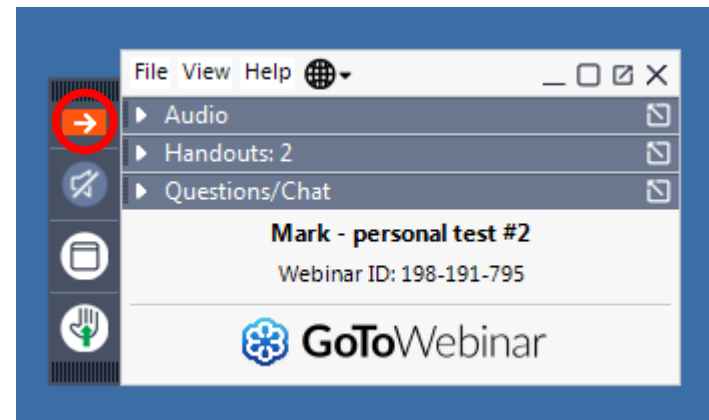 File View Help
Audio
Handouts: 2
Questions/Chat
Mark - personal test #2
Webinar ID: 198-191-795
GoToWebinar